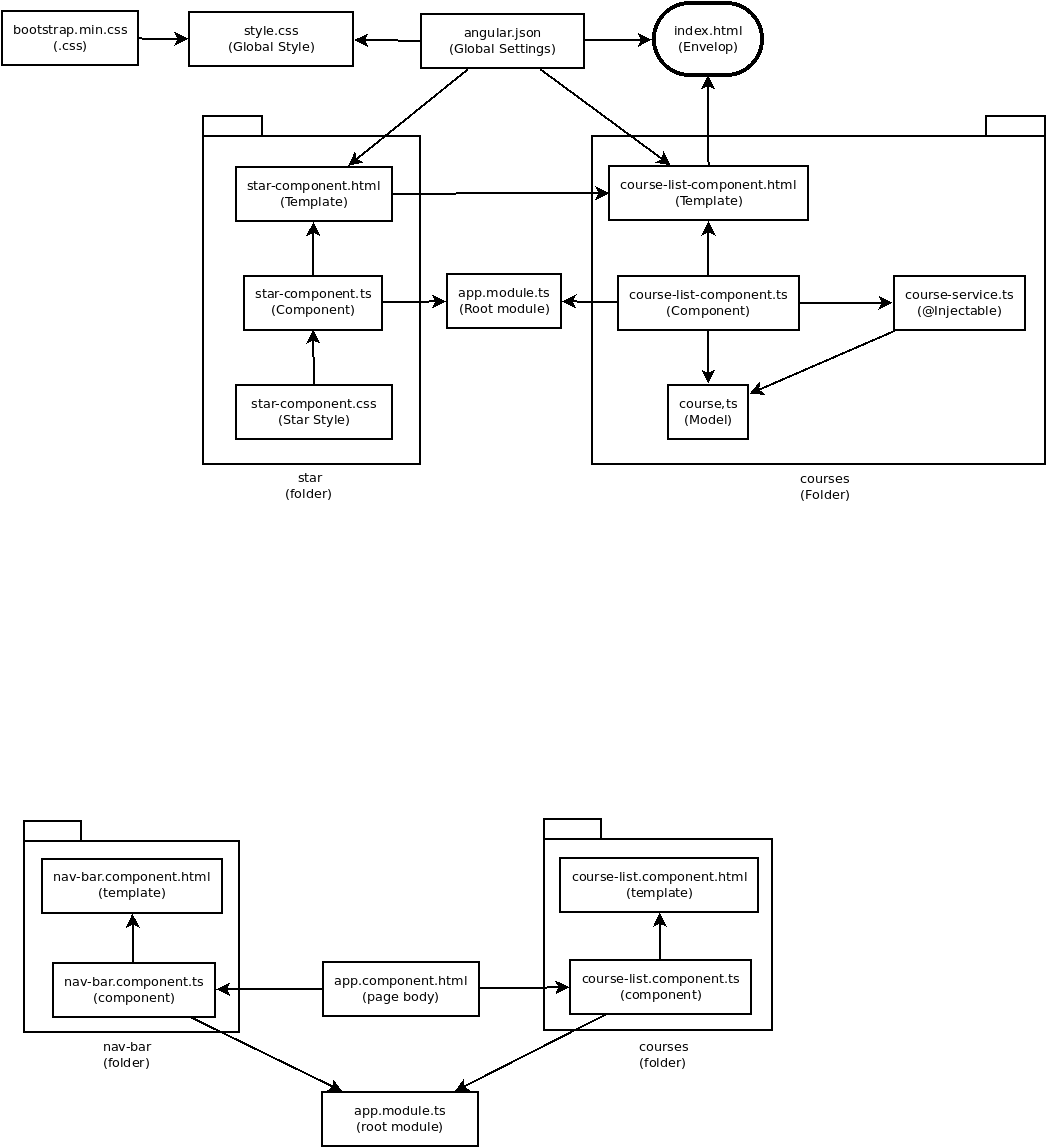 bootstrap.min.css
(.css)
style.css
(Global Style)
angular.json
(Global Settings)
index.html
(Envelop)
star-component.html
(Template)
course-list-component.html
(Template)
star-component.ts
(Component)
app.module.ts
(Root module)
course-list-component.ts
(Component)
course-service.ts
(@Injectable)
star-component.css
(Star Style)
course,ts
(Model)
star
(folder)
courses
(Folder)
nav-bar.component.html
(template)
course-list.component.html
(template)
nav-bar.component.ts
(component)
app.component.html
(page body)
course-list.component.ts
(component)
nav-bar
(folder)
courses
(folder)
app.module.ts
(root module)